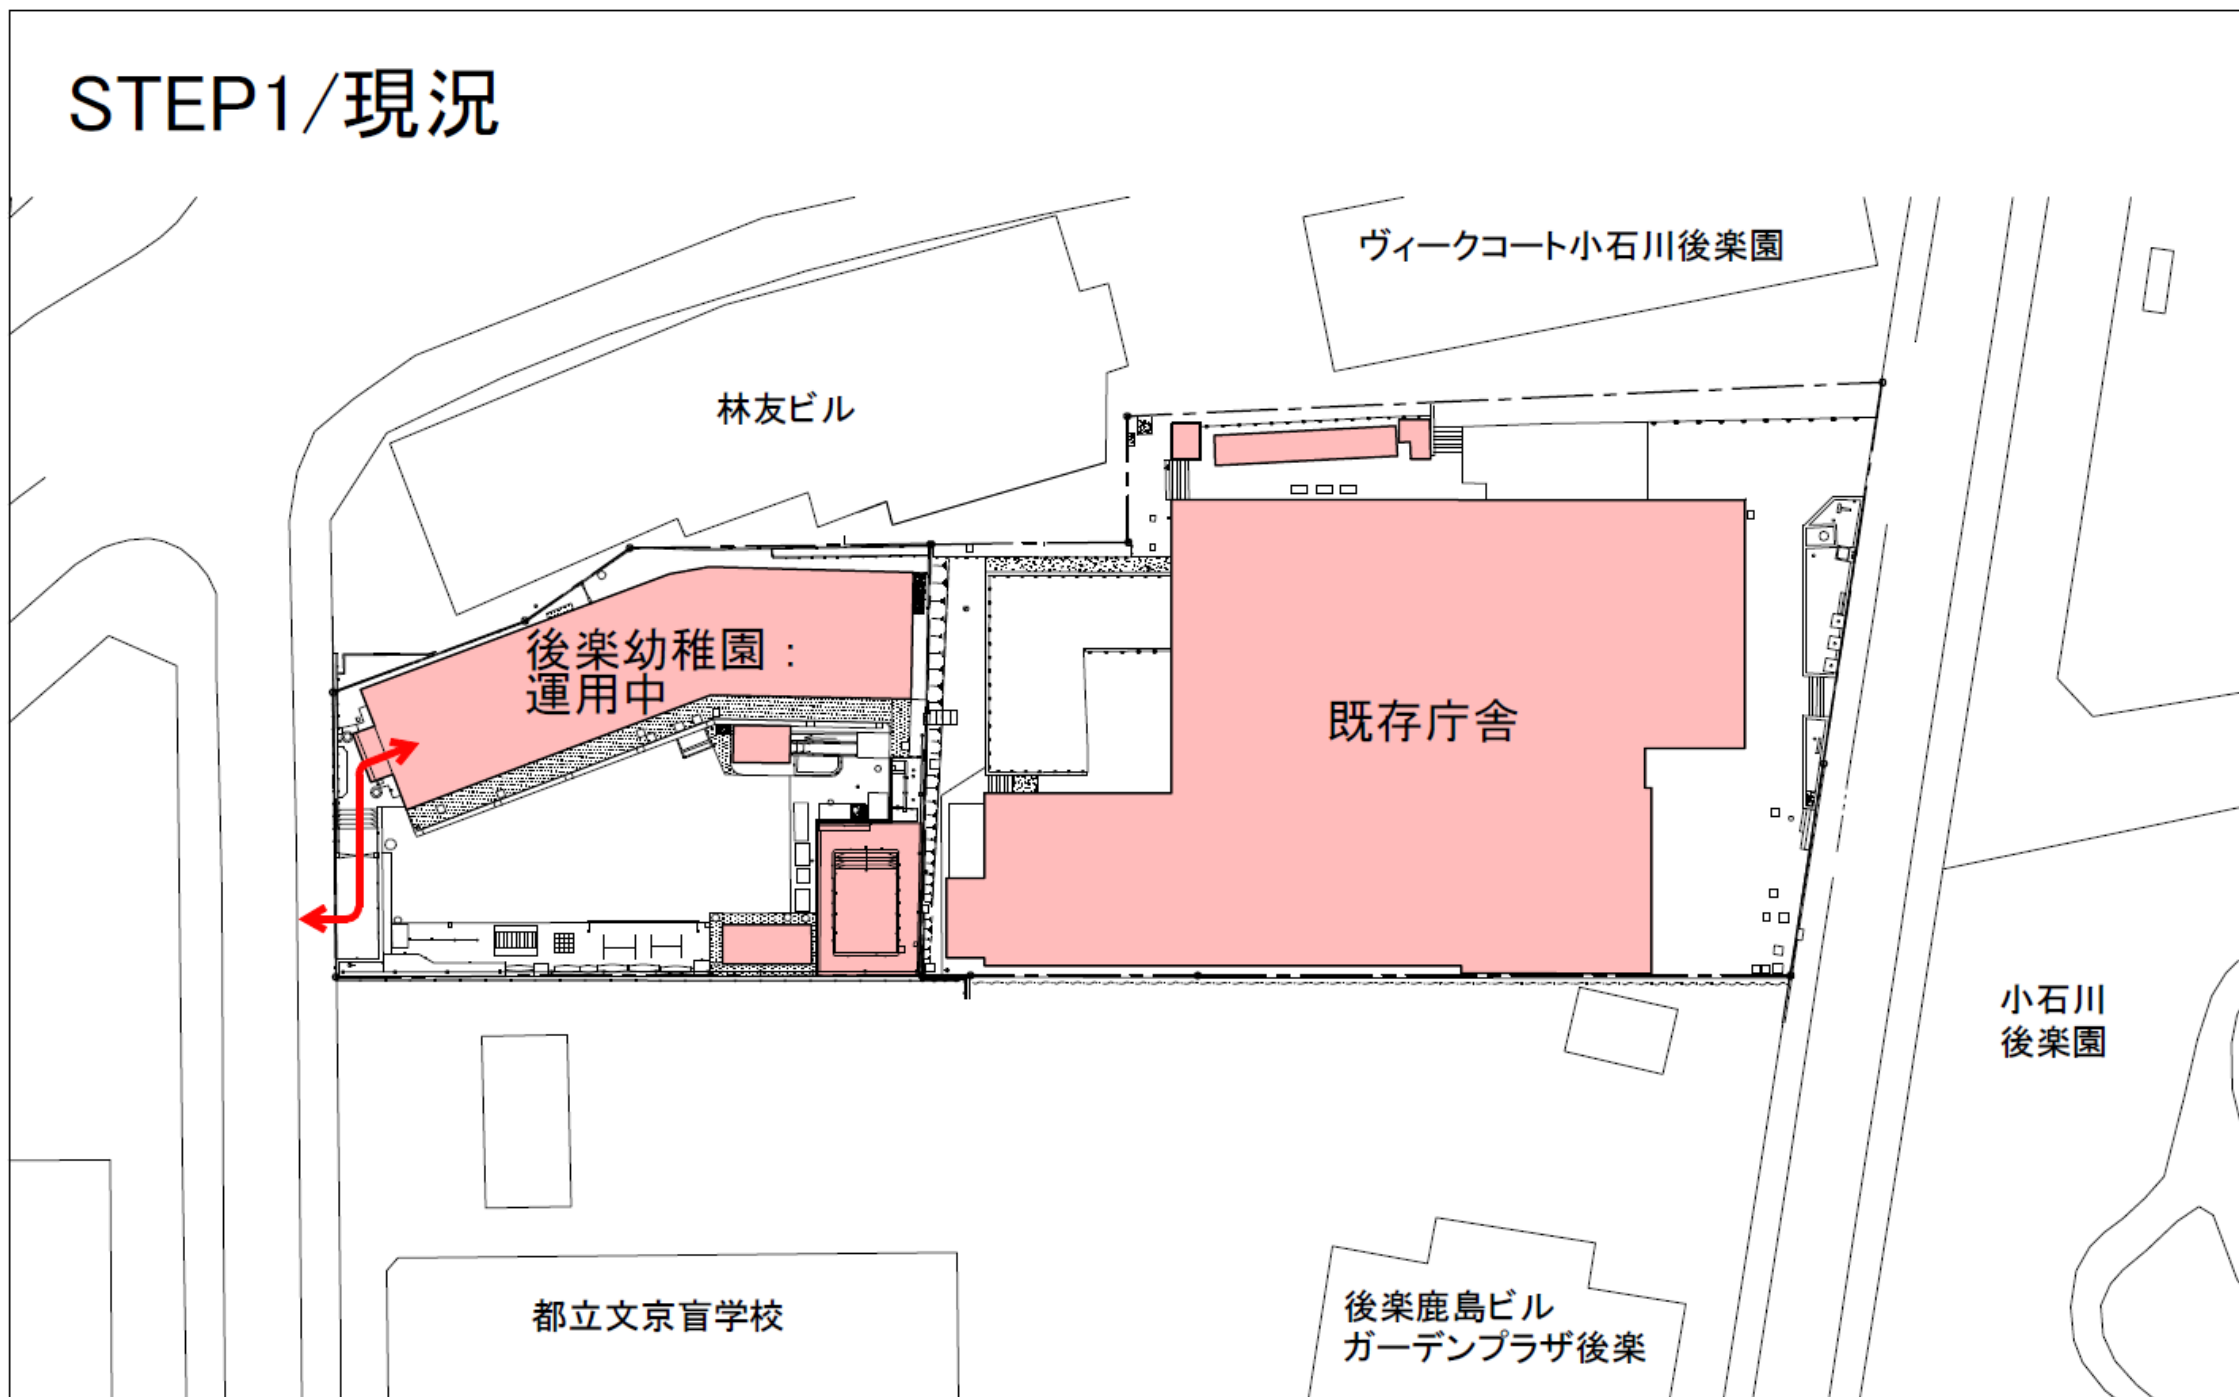 STEP1/現況
ヴィークコート小石川後楽園
林友ビル
後楽幼稚園：
運用中
既存庁舎
小石川
後楽園
都立文京盲学校
後楽鹿島ビル
ガーデンプラザ後楽